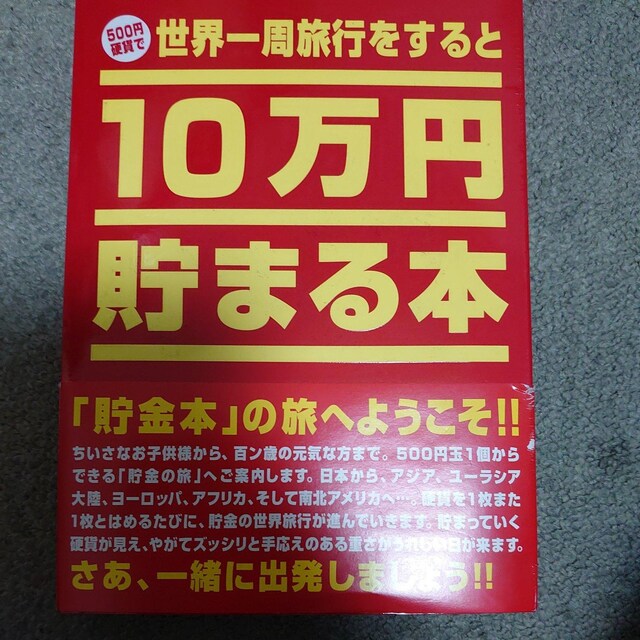 500円
硬貨で
世界一周旅行をすると
10万円
貯まる本
「貯金本」の旅へようこそ!!
ちいさなお子供様から、百ン歳の元気な方まで。500円玉1個から
できる「貯金の旅」へご案内します。日本から、アジア、ユーラシア
大陸、ヨーロッパ、アフリカ、そして南北アメリカへ…。硬貨を1枚また
1枚とはめるたびに、貯金の世界旅行が進んでいきます。貯まっていく
硬貨が見え、やがてズッシリと手応えのある重さがうれしい日が来ます。
さあ、一緒に出発しましょう!!